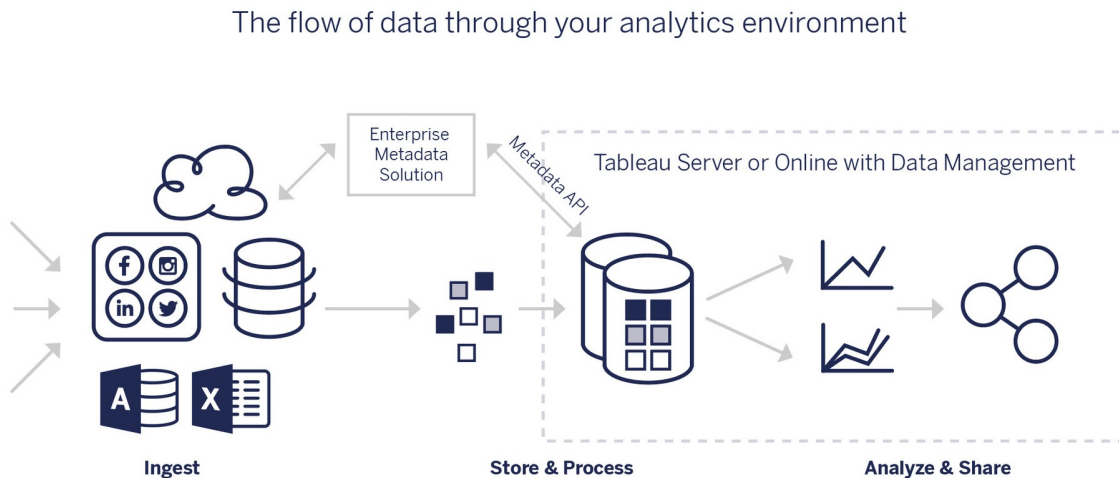 The flow of data through your analytics environment
Enterprise
Metadata
Solution
Metadata API
Tableau Server or Online with Data Management
f
in
A
X
Ingest
Store & Process
Analyze & Share